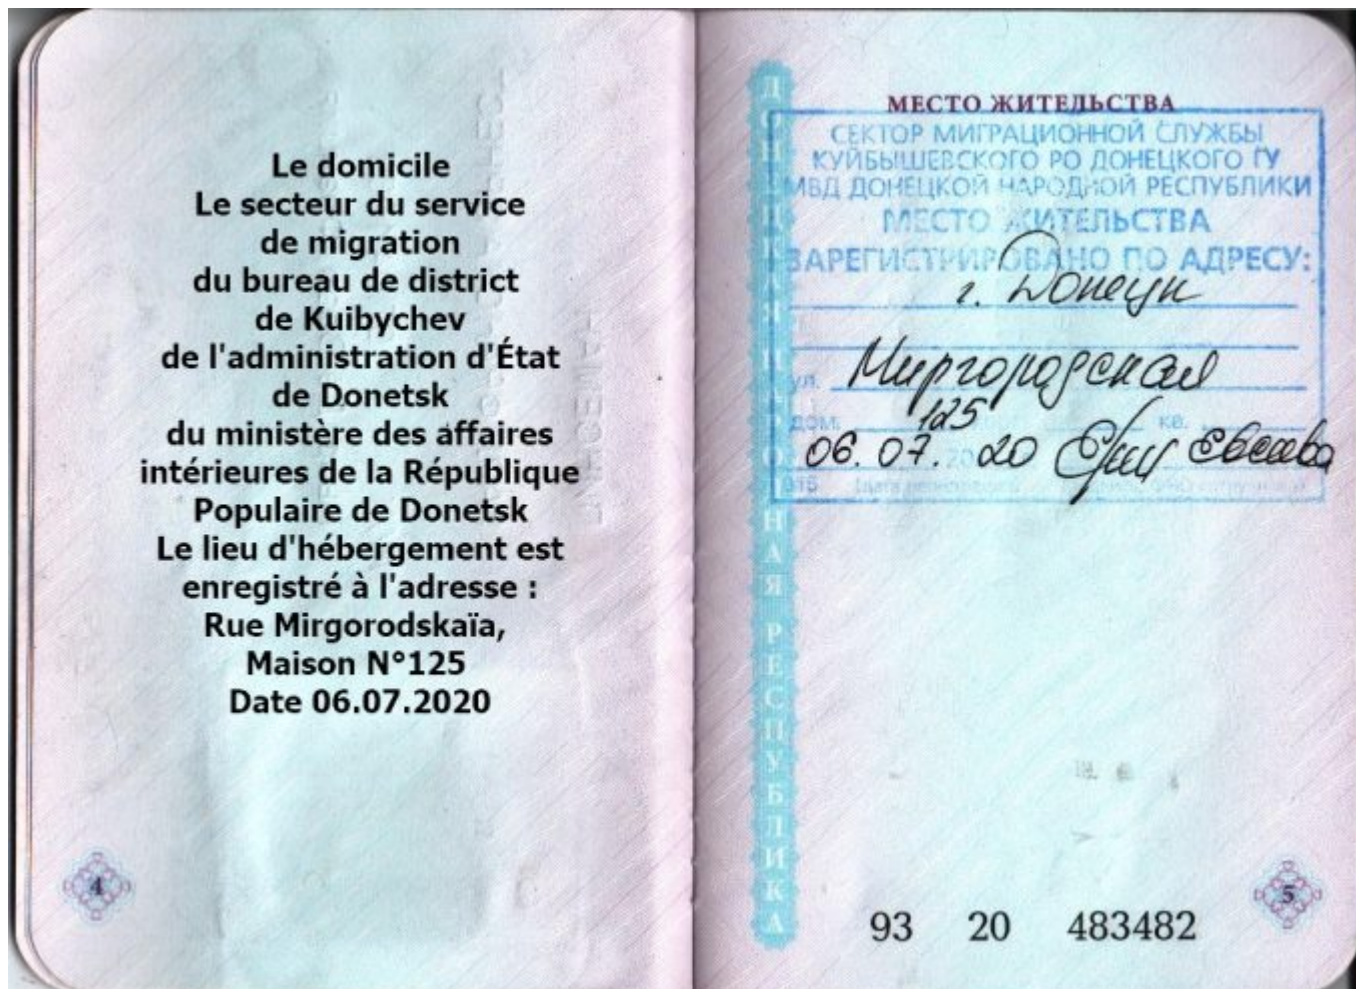 Le domicile
Le secteur du service
de migration
du bureau de district
de Kuibychev
de l'administration d'État
de Donetsk
du ministère des affaires
intérieures de la République
Populaire de Donetsk
Le lieu d'hébergement est
enregistré à l'adresse :
Rue Mirgorodskaïa,
Maison N°125
Date 06.07.2020
4
ДОНЕЦКАЯ НАРОДНАЯ РЕСПУБЛИКА
МЕСТО ЖИТЕЛЬСТВА
СЕКТОР МИГРАЦИОННОЙ СЛУЖБЫ
КУЙБЫШЕВСКОГО РО ДОНЕЦКОГО ГУ
МВД ДОНЕЦКОЙ НАРОДНОЙ РЕСПУБЛИКИ
МЕСТО ЖИТЕЛЬСТВА
ЗАРЕГИСТРИРОВАНО ПО АДРЕСУ:
г. Донецк
ул. Миргородская
дом. 125 кв.
06. 07. 20 20
5
93 20 483482